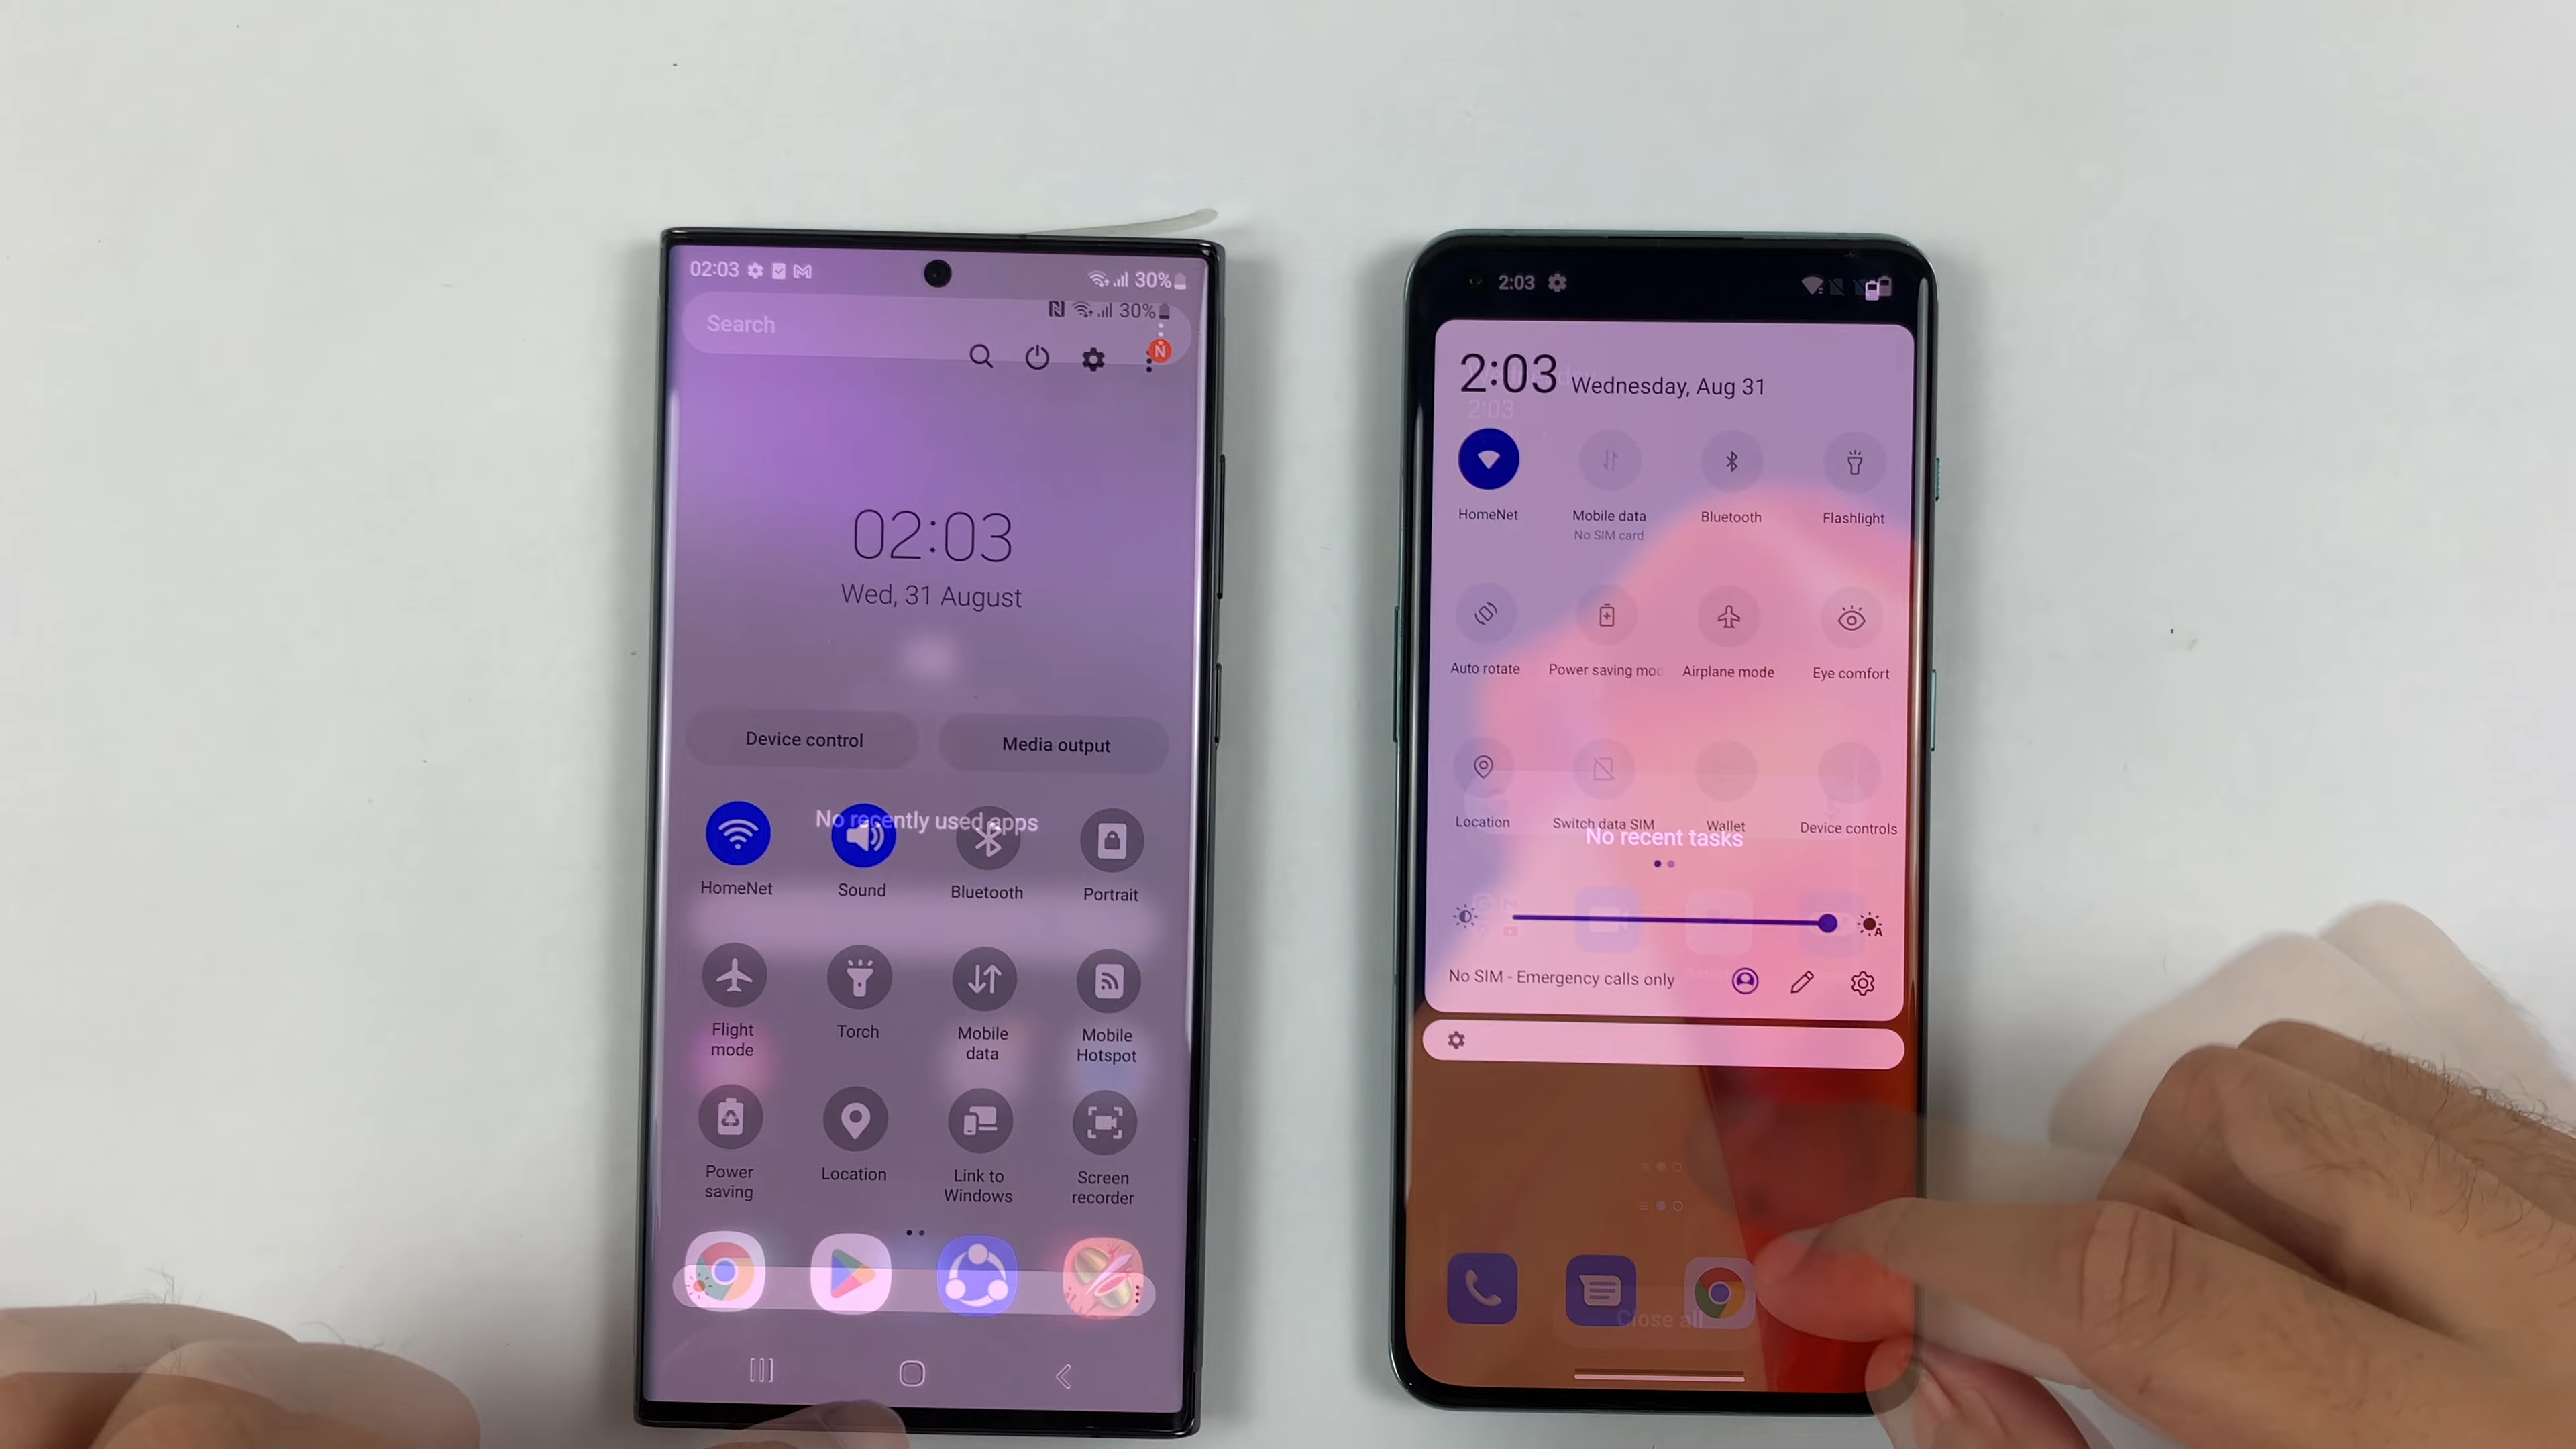 02:03
30%
30%
Search
N
02:03
Wed, 31 August
Device control
Media output
No recently used apps
HomeNet
Sound
Bluetooth
Portrait
Flight mode
Torch
Mobile data
Mobile Hotspot
Power saving
Location
Link to Windows
Screen recorder
2:03
2:03
Wednesday, Aug 31
2:03
HomeNet
Mobile data
No SIM card
Bluetooth
Flashlight
Auto rotate
Power saving mod
Airplane mode
Eye comfort
Location
Switch data SIM
Wallet
Device controls
No recent tasks
A
No SIM - Emergency calls only
Close all